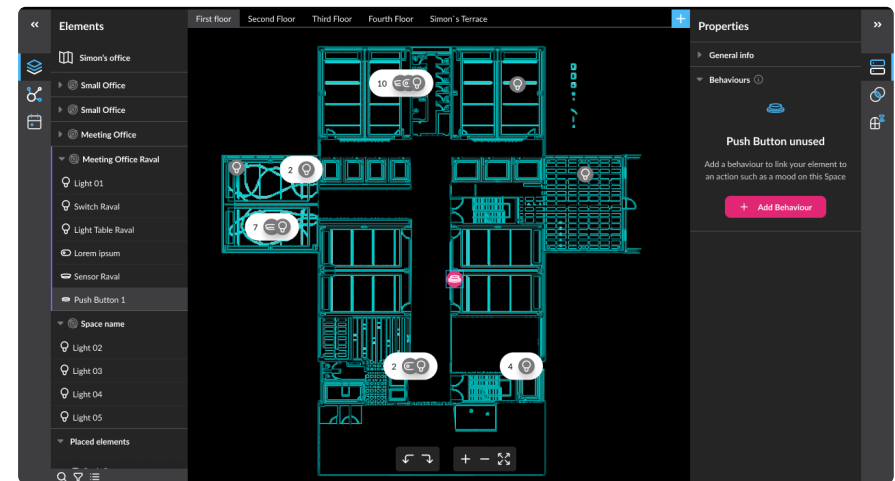 Elements
Simon's office
Small Office
Small Office
Meeting Office
Meeting Office Raval
Light 01
Switch Raval
Light Table Raval
Lorem ipsum
Sensor Raval
Push Button 1
Space name
Light 02
Light 03
Light 04
Light 05
Placed elements
First floor
Second Floor
Third Floor
Fourth Floor
Simon`s Terrace
10
2
7
2
4
Properties
General info
Behaviours
Push Button unused
Add a behaviour to link your element to
an action such as a mood on this Space
+ Add Behaviour